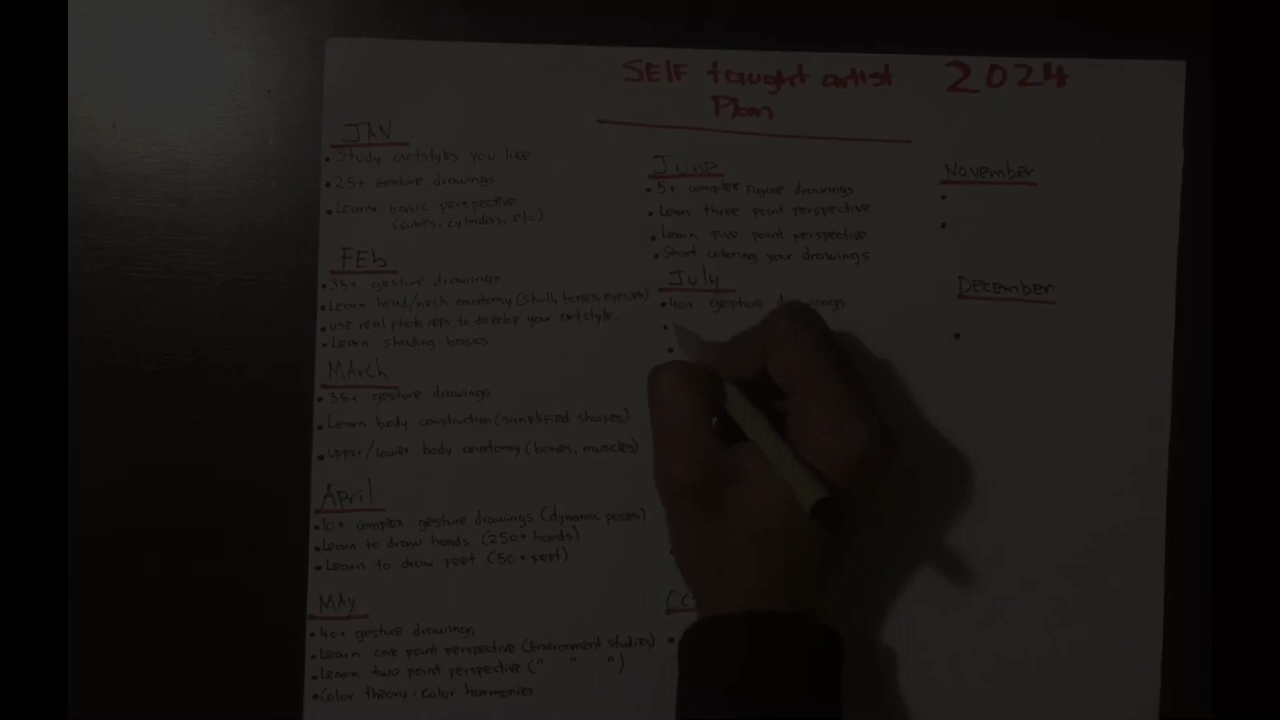 SElF taught artist 2024
Plan
JAN
• Study artstyles you like
• 25+ Gesture drawings
• Learn basic perspective
(cubes, cylinders, etc)
FEb
• 35+ gesture drawings
• Learn head/neck anatomy (skull, noses, eyes, etc)
• use real photo refs to develop your artstyle.
• Learn shading basics
MArch
• 35+ gesture drawings
• Learn body construction (simplified shapes)
• upper/lower body anatomy (bones, muscles)
April
• 10+ complex gesture drawings (dynamic poses)
• Learn to draw hands (250+ hands)
• Learn to draw feet (50+ feet)
MAy
• 40+ gesture drawings
• Learn one point perspective (Environment studies)
• Learn two point perspective (" " ")
• Color theory - Color harmonies
June
• 5+ complex figure drawings
• Learn three point perspective
• Learn five point perspective
• Start coloring your drawings
July
• 40+ gesture drawings
November
December